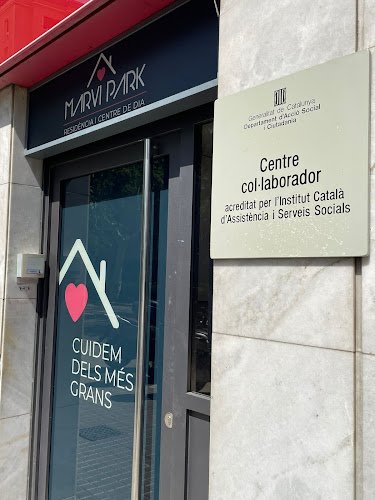 MARVI PARK
RESIDÈNCIA I CENTRE DE DIA
Generalitat de Catalunya
Departament d'Acció Social
i Ciutadania
Centre
col·laborador
acreditat per l'Institut Català
d'Assistència i Serveis Socials
CUIDEM
DELS MÉS
GRANS